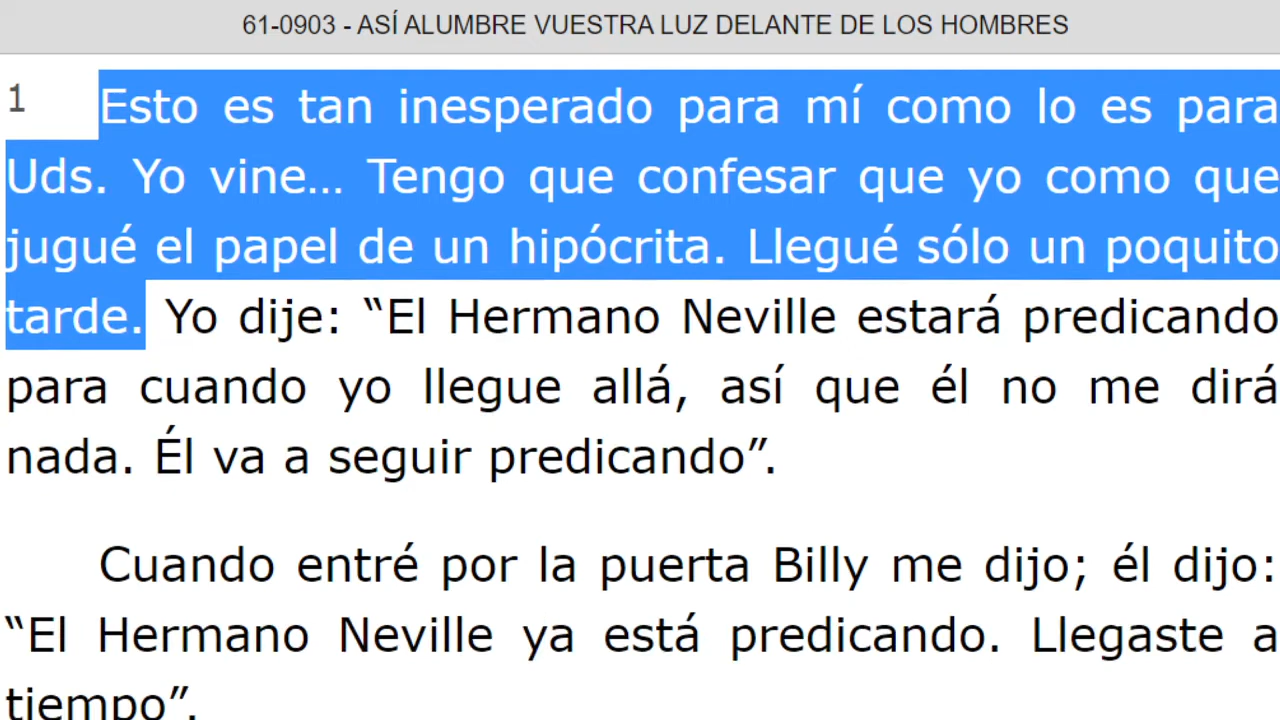 61-0903 - ASÍ ALUMBRE VUESTRA LUZ DELANTE DE LOS HOMBRES
1 Esto es tan inesperado para mí como lo es para
Uds. Yo vine… Tengo que confesar que yo como que
jugué el papel de un hipócrita. Llegué sólo un poquito
tarde. Yo dije: “El Hermano Neville estará predicando
para cuando yo llegue allá, así que él no me dirá
nada. Él va a seguir predicando”.
Cuando entré por la puerta Billy me dijo; él dijo:
“El Hermano Neville ya está predicando. Llegaste a
tiempo”.